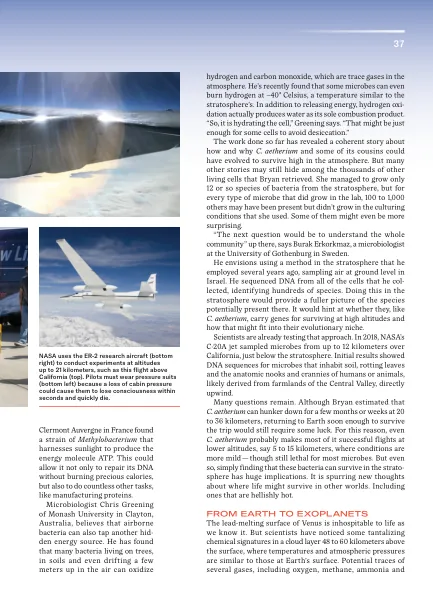 37
NASA uses the ER-2 research aircraft (bottom
right) to conduct experiments at altitudes
up to 21 kilometers, such as this flight above
California (top). Pilots must wear pressure suits
(bottom left) because a loss of cabin pressure
could cause them to lose consciousness within
seconds and quickly die.
Clermont Auvergne in France found
a strain of Methylobacterium that
harnesses sunlight to produce the
energy molecule ATP. This could
allow it not only to repair its DNA
without burning precious calories,
but also to do countless other tasks,
like manufacturing proteins.
Microbiologist Chris Greening
of Monash University in Clayton,
Australia, believes that airborne
bacteria can also tap another hid-
den energy source. He has found
that many bacteria living on trees,
in soils and even drifting a few
meters up in the air can oxidize
hydrogen and carbon monoxide, which are trace gases in the
atmosphere. He's recently found that some microbes can even
burn hydrogen at –40° Celsius, a temperature similar to the
stratosphere's. In addition to releasing energy, hydrogen oxi-
dation actually produces water as its sole combustion product.
"So, it is hydrating the cell," Greening says. "That might be just
enough for some cells to avoid desiccation."
The work done so far has revealed a coherent story about
how and why C. aetherium and some of its cousins could
have evolved to survive high in the atmosphere. But many
other stories may still hide among the thousands of other
living cells that Bryan retrieved. She managed to grow only
12 or so species of bacteria from the stratosphere, but for
every type of microbe that did grow in the lab, 100 to 1,000
others may have been present but didn't grow in the culturing
conditions that she used. Some of them might even be more
surprising.
"The next question would be to understand the whole
community" up there, says Burak Erkorkmaz, a microbiologist
at the University of Gothenburg in Sweden.
He envisions using a method in the stratosphere that he
employed several years ago, sampling air at ground level in
Israel. He sequenced DNA from all of the cells that he col-
lected, identifying hundreds of species. Doing this in the
stratosphere would provide a fuller picture of the species
potentially present there. It would hint at whether they, like
C. aetherium, carry genes for surviving at high altitudes and
how that might fit into their evolutionary niche.
Scientists are already testing that approach. In 2018, NASA's
C-20A jet sampled microbes from up to 12 kilometers over
California, just below the stratosphere. Initial results showed
DNA sequences for microbes that inhabit soil, rotting leaves
and the anatomic nooks and crannies of humans or animals,
likely derived from farmlands of the Central Valley, directly
upwind.
Many questions remain. Although Bryan estimated that
C. aetherium can hunker down for a few months or weeks at 20
to 36 kilometers, returning to Earth soon enough to survive
the trip would still require some luck. For this reason, even
C. aetherium probably makes most of its successful flights at
lower altitudes, say 5 to 15 kilometers, where conditions are
more mild — though still lethal for most microbes. But even
so, simply finding that these bacteria can survive in the strato-
sphere has huge implications. It is spurring new thoughts
about where life might survive in other worlds. Including
ones that are hellishly hot.
FROM EARTH TO EXOPLANETS
The lead-melting surface of Venus is inhospitable to life as
we know it. But scientists have noticed some tantalizing
chemical signatures in a cloud layer 48 to 60 kilometers above
the surface, where temperatures and atmospheric pressures
are similar to those at Earth's surface. Potential traces of
several gases, including oxygen, methane, ammonia and